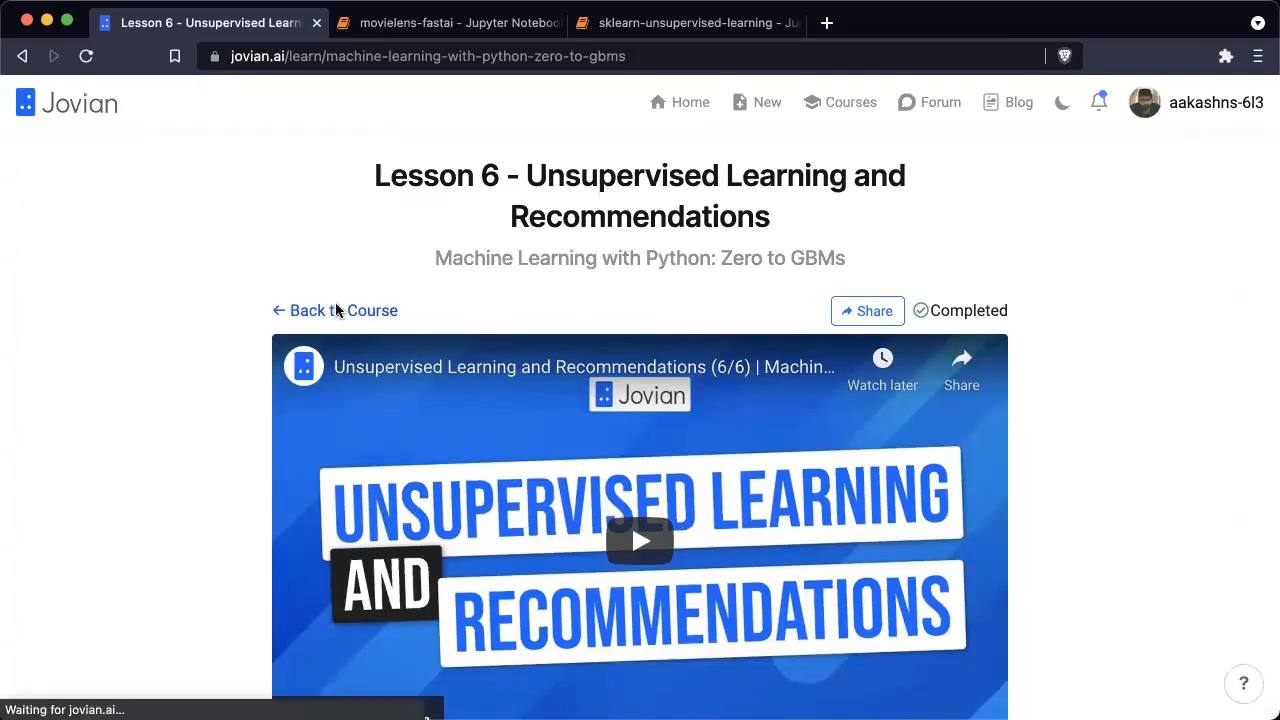 Lesson 6 - Unsupervised Learn
movielens-fastai - Jupyter Notebook
sklearn-unsupervised-learning - Ju
jovian.ai/learn/machine-learning-with-python-zero-to-gbms
Jovian
Home
New
Courses
Forum
Blog
aakashns-6l3
Lesson 6 - Unsupervised Learning and
Recommendations
Machine Learning with Python: Zero to GBMs
← Back to Course
Share
Completed
Unsupervised Learning and Recommendations (6/6) | Machin...
Watch later
Share
Jovian
UNSUPERVISED LEARNING
AND
RECOMMENDATIONS
Waiting for jovian.ai...
?